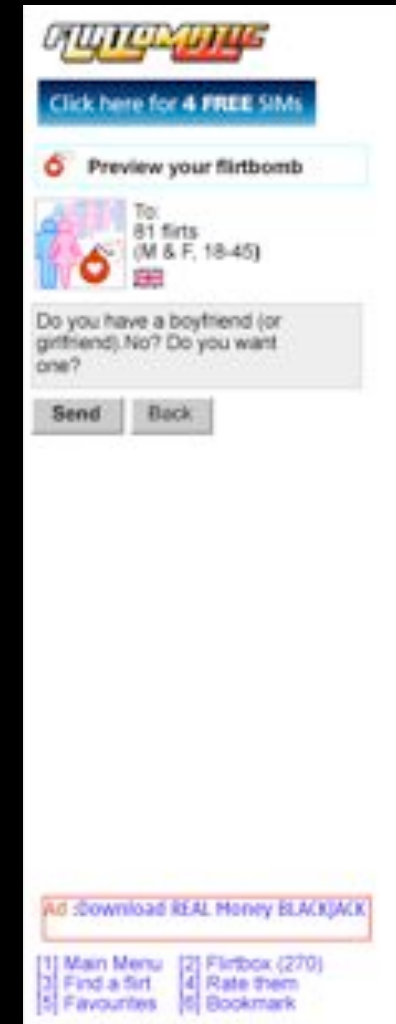 FLIRTOMATIC
Click here for 4 FREE SIMs
Preview your flirtbomb
To:
81 flirts
(M & F, 18-45)
Do you have a boyfriend (or
girlfriend).No? Do you want
one?
Send Back
Ad :Download REAL Money BLACKJACK
[1] Main Menu [2] Flirtbox (270)
[3] Find a flirt [4] Rate them
[5] Favourites [6] Bookmark